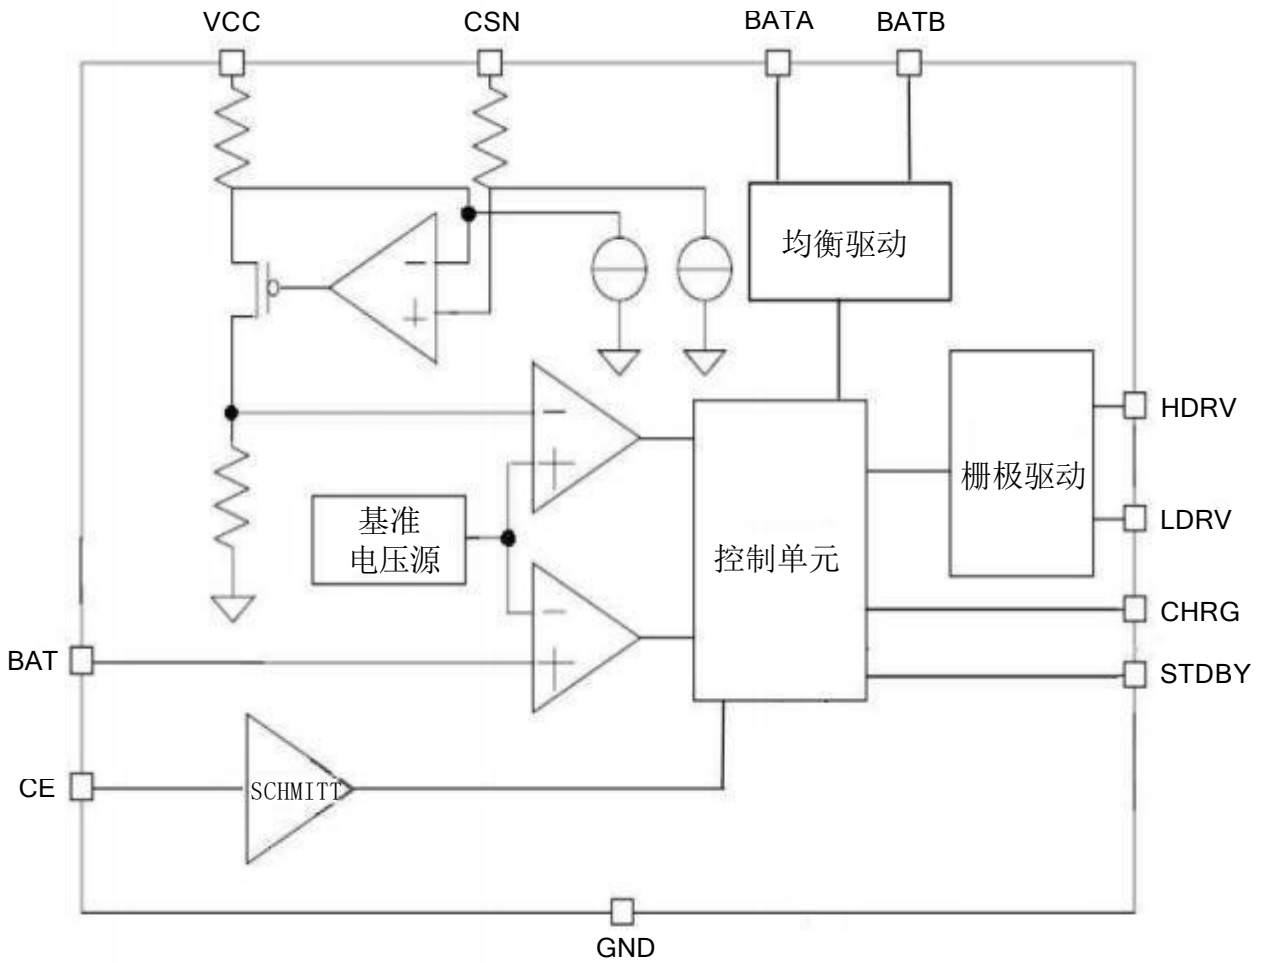 VCC
CSN
BATA
BATB
均衡驱动
HDRV
栅极驱动
基准
电压源
LDRV
控制单元
CHRG
BAT
STDBY
CE
SCHMITT
GND